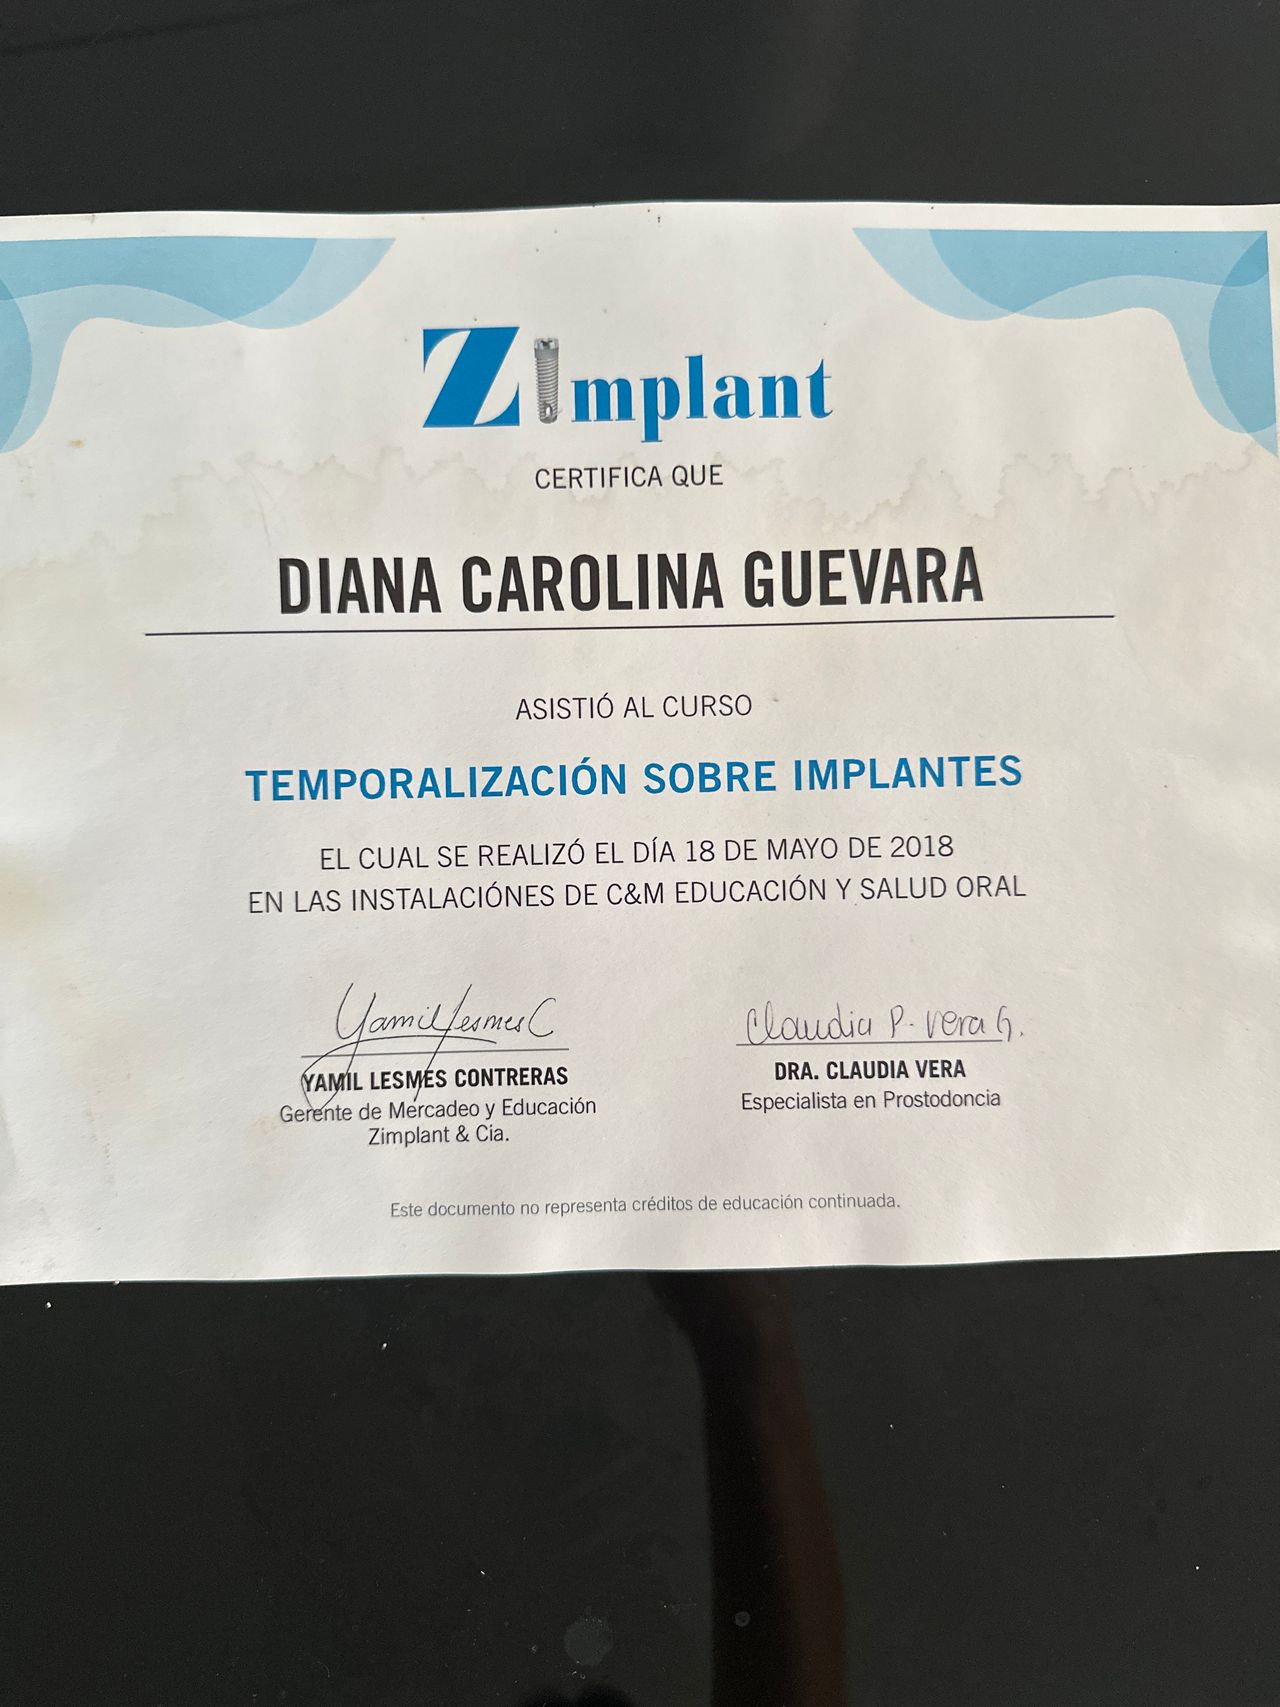 Zimplant
CERTIFICA QUE
DIANA CAROLINA GUEVARA
ASISTIÓ AL CURSO
TEMPORALIZACIÓN SOBRE IMPLANTES
EL CUAL SE REALIZÓ EL DÍA 18 DE MAYO DE 2018
EN LAS INSTALACIÓNES DE C&M EDUCACIÓN Y SALUD ORAL
Yamil Lesmes C
YAMIL LESMES CONTRERAS
Gerente de Mercadeo y Educación
Zimplant & Cia.
Claudia P. Vera G.
DRA. CLAUDIA VERA
Especialista en Prostodoncia
Este documento no representa créditos de educación continuada.